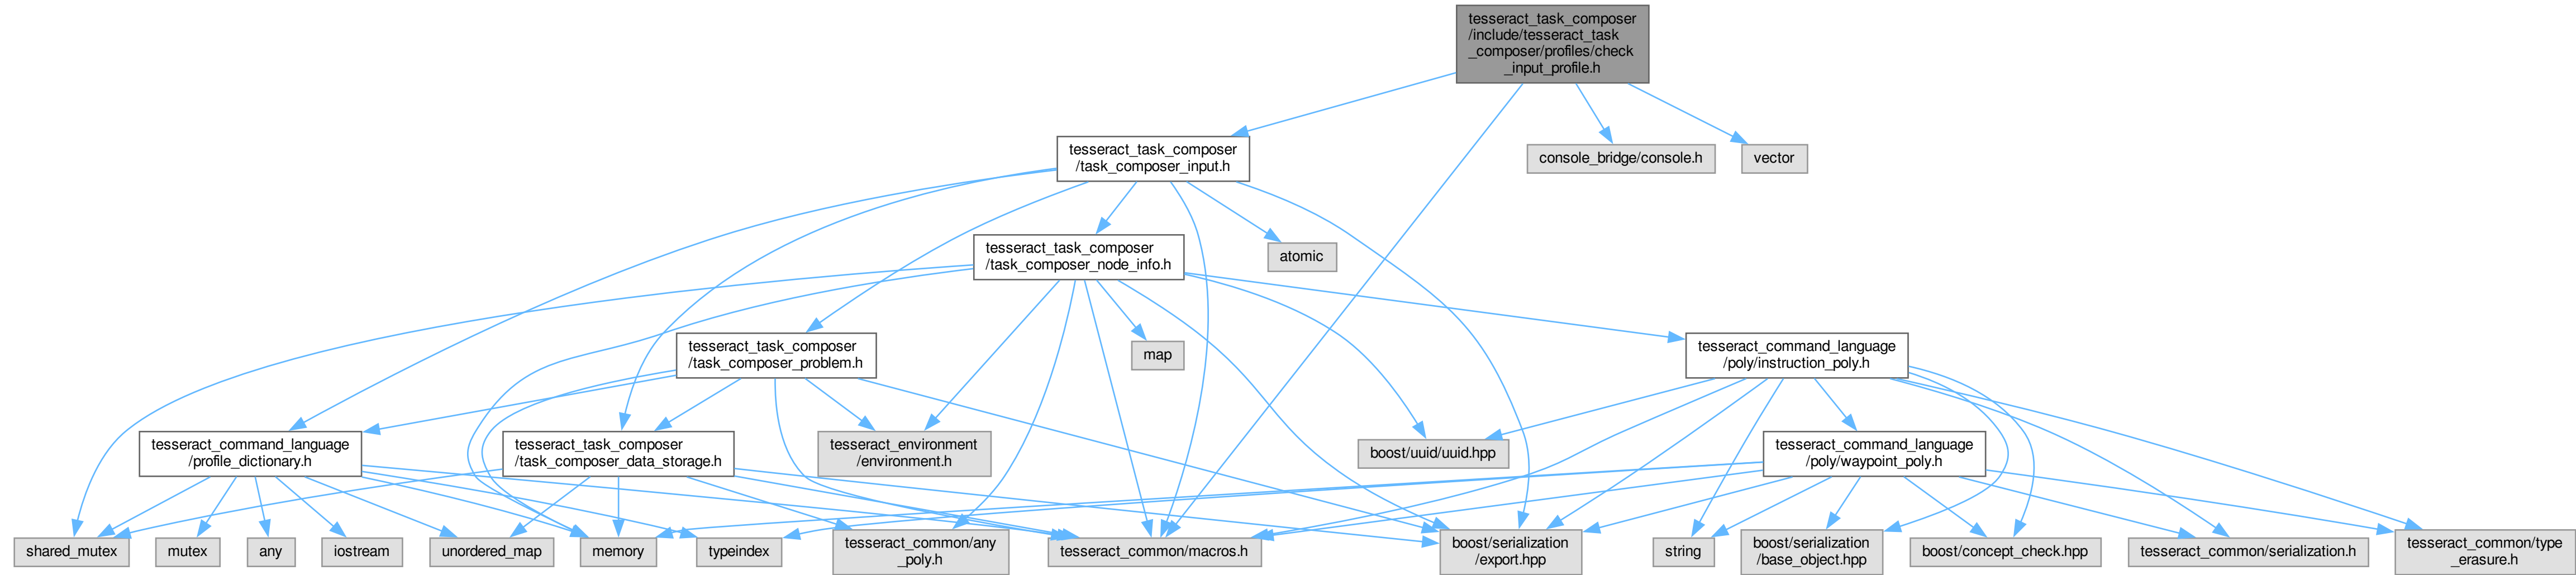 tesseract_task_composer
/include/tesseract_task
_composer/profiles/check
_input_profile.h
tesseract_task_composer
/task_composer_input.h
console_bridge/console.h
vector
tesseract_task_composer
/task_composer_node_info.h
atomic
tesseract_task_composer
/task_composer_problem.h
map
tesseract_command_language
/poly/instruction_poly.h
tesseract_command_language
/profile_dictionary.h
tesseract_task_composer
/task_composer_data_storage.h
tesseract_environment
/environment.h
boost/uuid/uuid.hpp
tesseract_command_language
/poly/waypoint_poly.h
shared_mutex
mutex
any
iostream
unordered_map
memory
typeindex
tesseract_common/any
_poly.h
tesseract_common/macros.h
boost/serialization
/export.hpp
string
boost/serialization
/base_object.hpp
boost/concept_check.hpp
tesseract_common/serialization.h
tesseract_common/type
_erasure.h